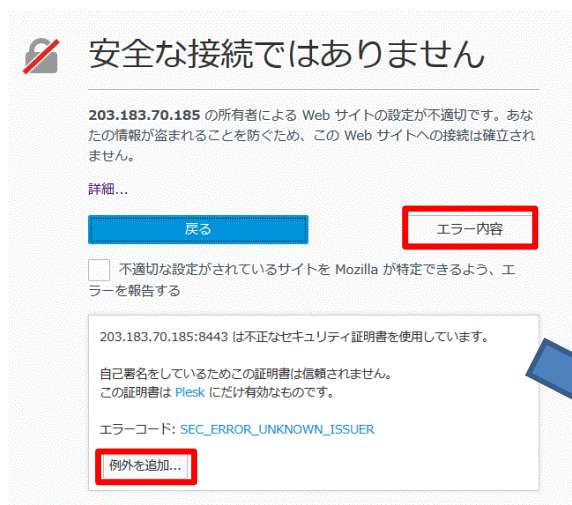 安全な接続ではありません
203.183.70.185 の所有者による Web サイトの設定が不適切です。あな
たの情報が盗まれることを防ぐため、この Web サイトへの接続は確立され
ません。
詳細...
戻る
エラー内容
不適切な設定がされているサイトを Mozilla が特定できるよう、エ
ラーを報告する
203.183.70.185:8443 は不正なセキュリティ証明書を使用しています。
自己署名をしているためこの証明書は信頼されません。
この証明書は Plesk にだけ有効なものです。
エラーコード: SEC_ERROR_UNKNOWN_ISSUER
例外を追加...